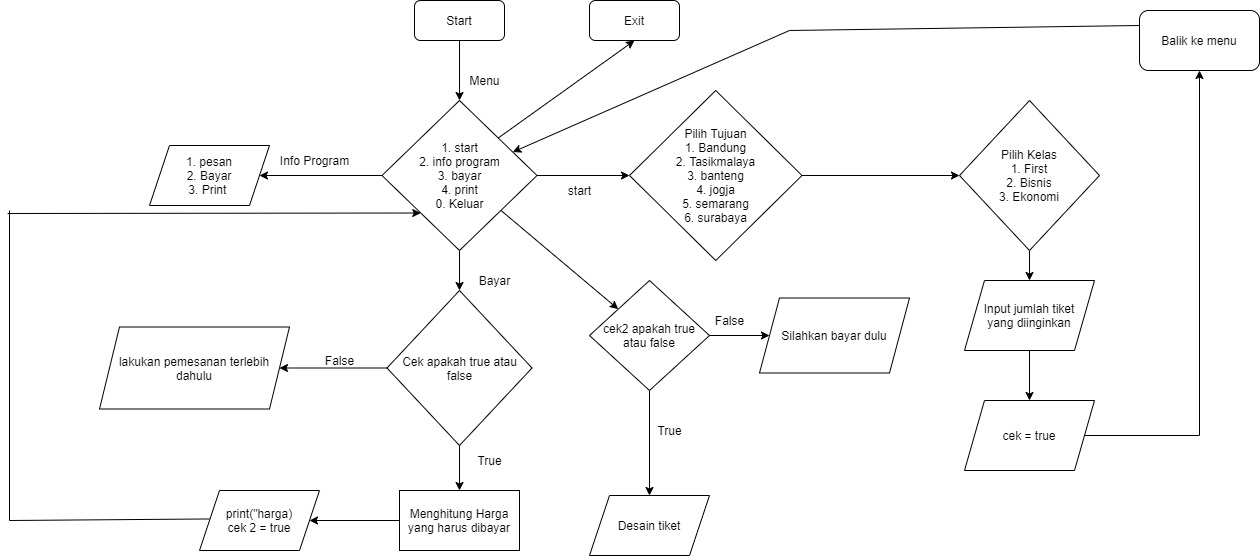 Start
Exit
Balik ke menu
Menu
1. start
2. info program
3. bayar
4. print
0. Keluar
Info Program
1. pesan
2. Bayar
3. Print
start
Pilih Tujuan
1. Bandung
2. Tasikmalaya
3. banteng
4. jogja
5. semarang
6. surabaya
Pilih Kelas
1. First
2. Bisnis
3. Ekonomi
Bayar
Input jumlah tiket
yang diinginkan
cek2 apakah true
atau false
False
Silahkan bayar dulu
lakukan pemesanan terlebih
dahulu
False
Cek apakah true atau
false
True
True
cek = true
print("harga)
cek 2 = true
Menghitung Harga
yang harus dibayar
Desain tiket